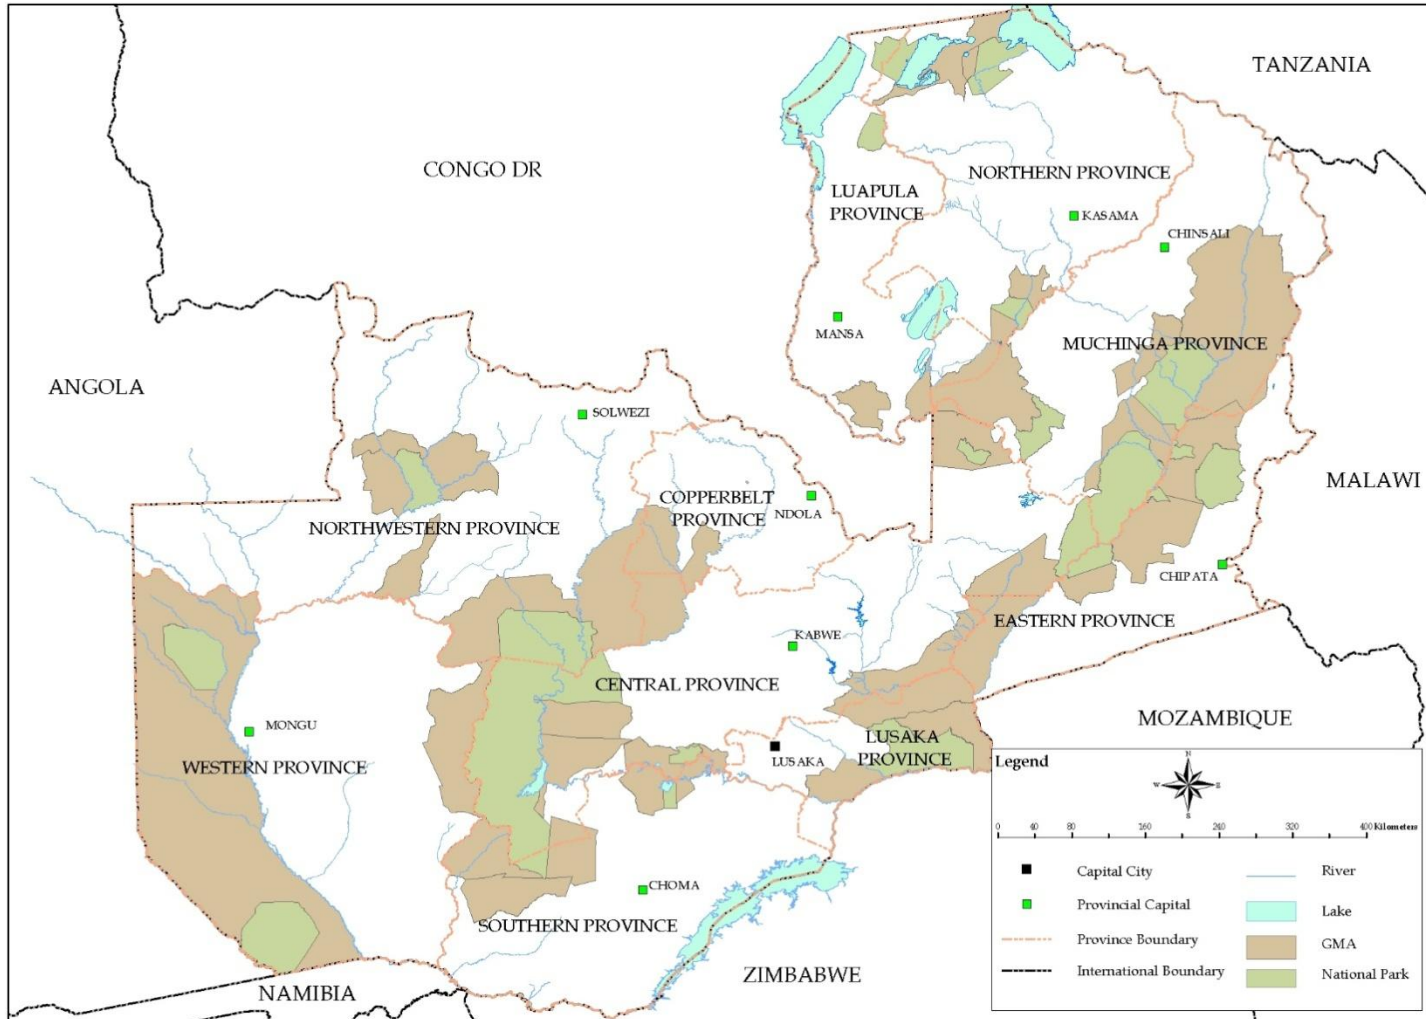 TANZANIA
CONGO DR
NORTHERN PROVINCE
LUAPULA
PROVINCE
KASAMA
CHINSALI
MANSA
MUCHINGA PROVINCE
ANGOLA
SOLWEZI
COPPERBELT
PROVINCE
NDOLA
MALAWI
NORTHWESTERN PROVINCE
CHIPATA
EASTERN PROVINCE
KABWE
CENTRAL PROVINCE
MOZAMBIQUE
MONGU
LUSAKA
PROVINCE
LUSAKA
WESTERN PROVINCE
CHOMA
SOUTHERN PROVINCE
ZIMBABWE
NAMIBIA
Legend
N
W E
S
0 40 80 160 240 320 400 Kilometers
Capital City
Provincial Capital
Province Boundary
International Boundary
River
Lake
GMA
National Park